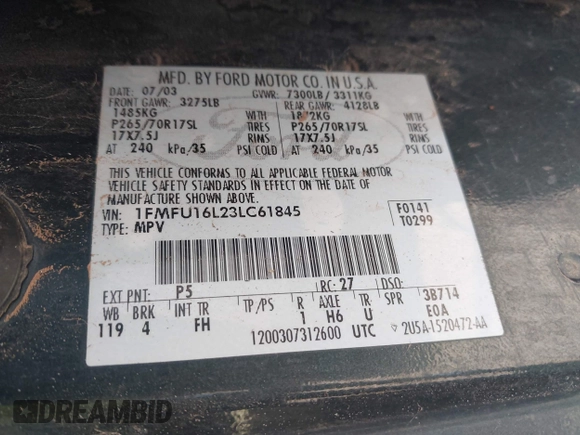 MFD. BY FORD MOTOR CO. IN U.S.A.
DATE: 07/03 GVWR: 7300LB/ 3311KG
FRONT GAWR: 3275LB REAR GAWR: 4128LB
1485KG WITH 1872KG WITH
P265/70R17SL TIRES P265/70R17SL TIRES
17X7.5J RIMS: 17X7.5J RIMS:
AT 240 kPa/35 PSI COLD AT 240 kPa/35 PSI COLD
THIS VEHICLE CONFORMS TO ALL APPLICABLE FEDERAL MOTOR
VEHICLE SAFETY STANDARDS IN EFFECT ON THE DATE OF
MANUFACTURE SHOWN ABOVE.
VIN: 1FMFU16L23LC61845 F0141
TYPE: MPV T0299
EXT PNT: P5 RC: 27 DSO:
WB BRK INT TR TP/PS R AXLE TR SPR 3B714
119 4 FH 1 H6 U E0A
1200307312600 UTC 2U5A-1520472-AA
Ford
DREAMBID